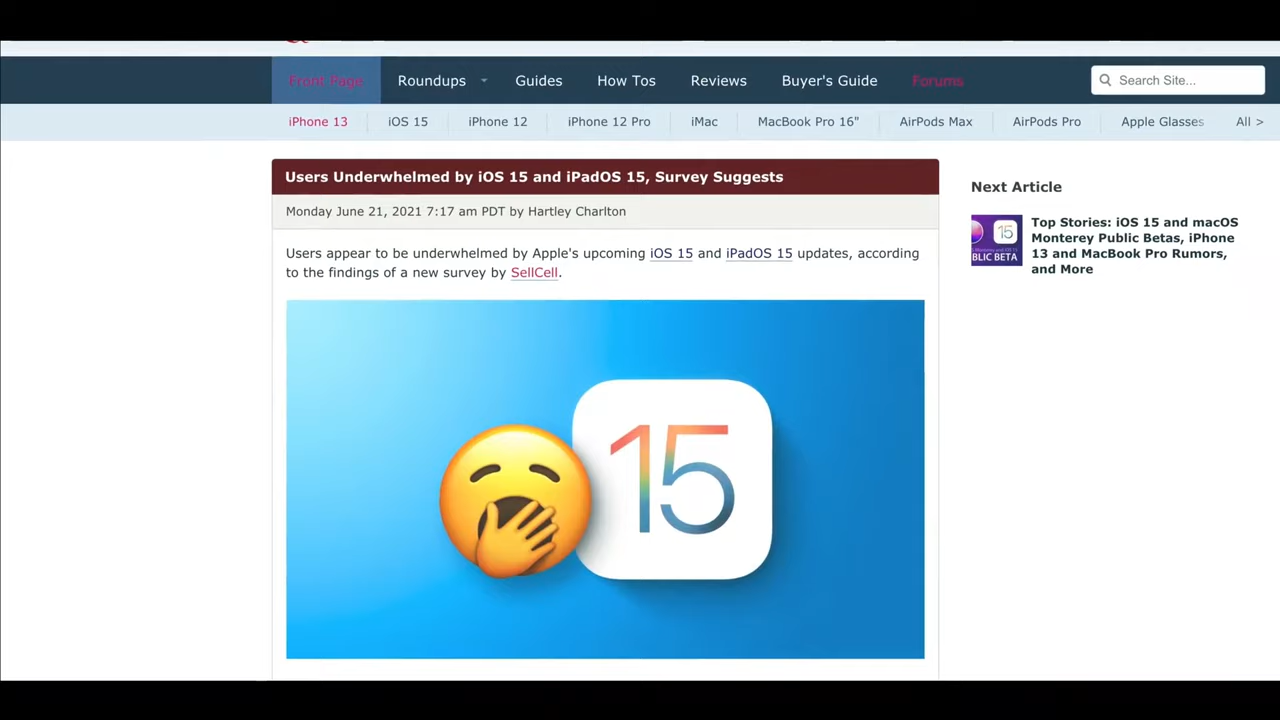 Front Page Roundups Guides How Tos Reviews Buyer's Guide Forums Search Site...
iPhone 13 iOS 15 iPhone 12 iPhone 12 Pro iMac MacBook Pro 16" AirPods Max AirPods Pro Apple Glasses All >
Users Underwhelmed by iOS 15 and iPadOS 15, Survey Suggests
Monday June 21, 2021 7:17 am PDT by Hartley Charlton
Users appear to be underwhelmed by Apple's upcoming iOS 15 and iPadOS 15 updates, according
to the findings of a new survey by SellCell.
15
Next Article
15
BLIC BETA
Top Stories: iOS 15 and macOS
Monterey Public Betas, iPhone
13 and MacBook Pro Rumors,
and More